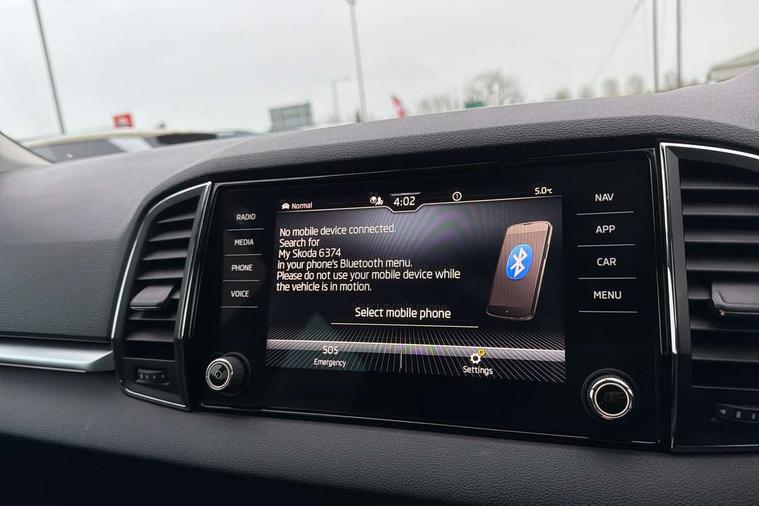 RADIO
MEDIA
PHONE
VOICE
Normal
4:02
5.0°C
No mobile device connected.
Search for
My Skoda 6374
in your phone's Bluetooth menu.
Please do not use your mobile device while
the vehicle is in motion.
Select mobile phone
SOS
Emergency
Settings
NAV
APP
CAR
MENU